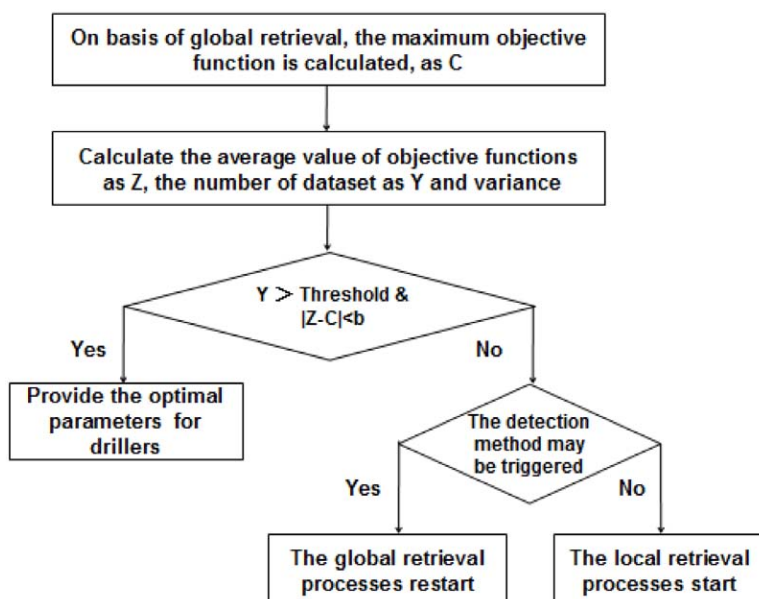 On basis of global retrieval, the maximum objective
function is calculated, as C
Calculate the average value of objective functions
as Z, the number of dataset as Y and variance
Y > Threshold &
|Z-C|<b
Yes
No
Provide the optimal
parameters for
drillers
The detection
method may
be triggered
Yes
No
The global retrieval
processes restart
The local retrieval
processes start